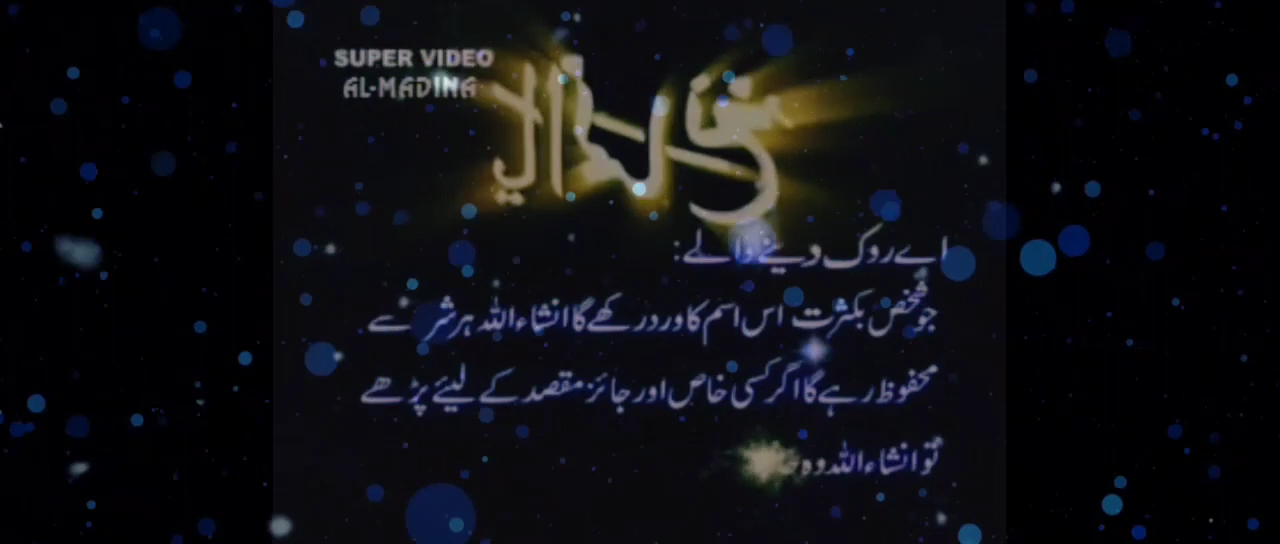 SUPER VIDEO
AL-MADINA
اے روک دینے والے:
جو شخص بکثرت اس اسم کا ورد رکھے گا انشاء اللہ ہر شر سے
محفوظ رہے گا اگر کسی خاص اور جائز مقصد کے لیئے پڑھے
تو انشاء اللہ وہ